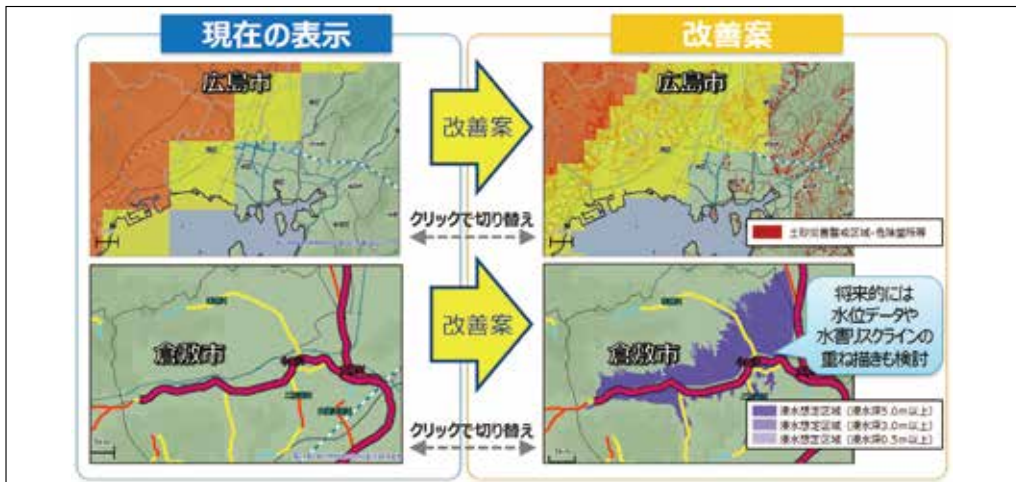 現在の表示
改善案
広島市
改善案
広島市
クリックで切り替え
土砂災害警戒区域・危険箇所等
倉敷市
改善案
倉敷市
将来的には
水位データや
水害リスクラインの
重ね描きも検討
クリックで切り替え
浸水想定区域（浸水深5.0m以上）
浸水想定区域（浸水深3.0m以上）
浸水想定区域（浸水深0.5m以上）